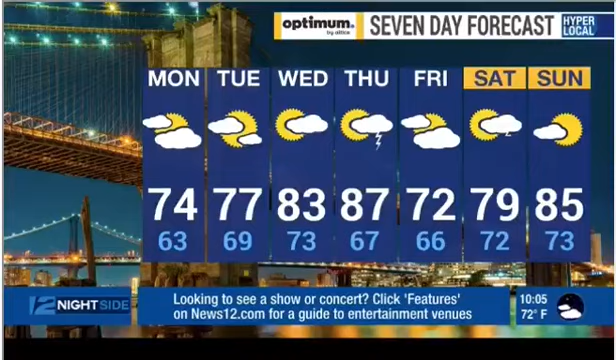 optimum.
by altice
SEVEN DAY FORECAST
HYPER
LOCAL
MON TUE WED THU FRI SAT SUN
74 77 83 87 72 79 85
63 69 73 67 66 72 73
12 NIGHTSIDE
Looking to see a show or concert? Click 'Features'
on News12.com for a guide to entertainment venues
10:05
72° F